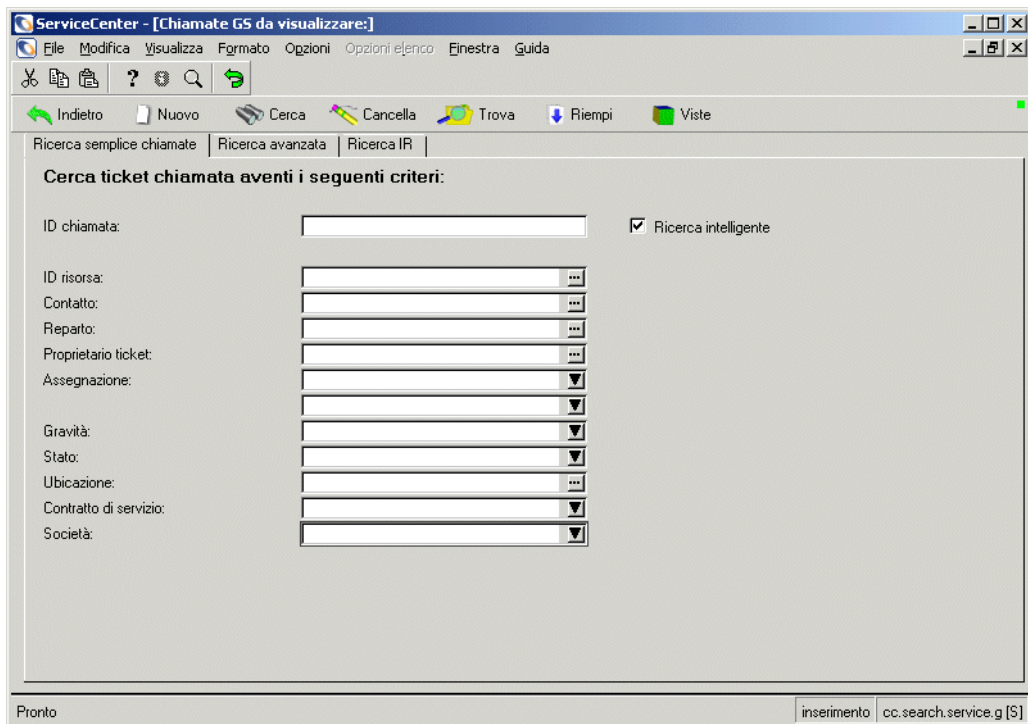 ServiceCenter - [Chiamate GS da visualizzare:]
File Modifica Visualizza Formato Opzioni Opzioni elenco Finestra Guida
Indietro Nuovo Cerca Cancella Trova Riempi Viste
Ricerca semplice chiamate Ricerca avanzata Ricerca IR
Cerca ticket chiamata aventi i seguenti criteri:
ID chiamata: Ricerca intelligente
ID risorsa:
Contatto:
Reparto:
Proprietario ticket:
Assegnazione:
Gravità:
Stato:
Ubicazione:
Contratto di servizio:
Società:
Pronto inserimento cc.search.service.g [S]